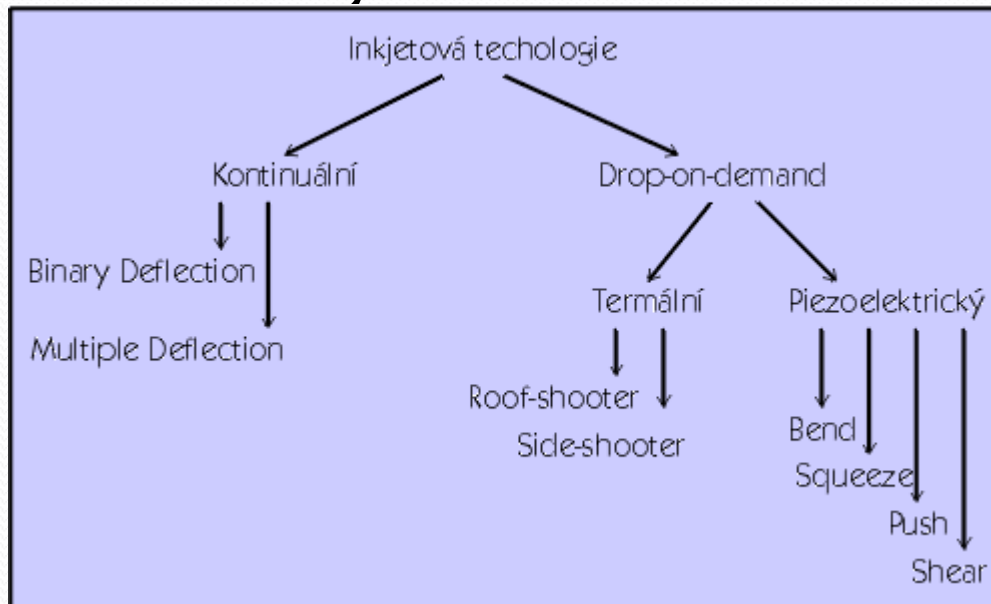 Inkjetová techologie
Kontinuální
Drop-on-demand
Binary Deflection
Multiple Deflection
Termální
Piezoelektrický
Roof-shooter
Side-shooter
Bend
Squeeze
Push
Shear